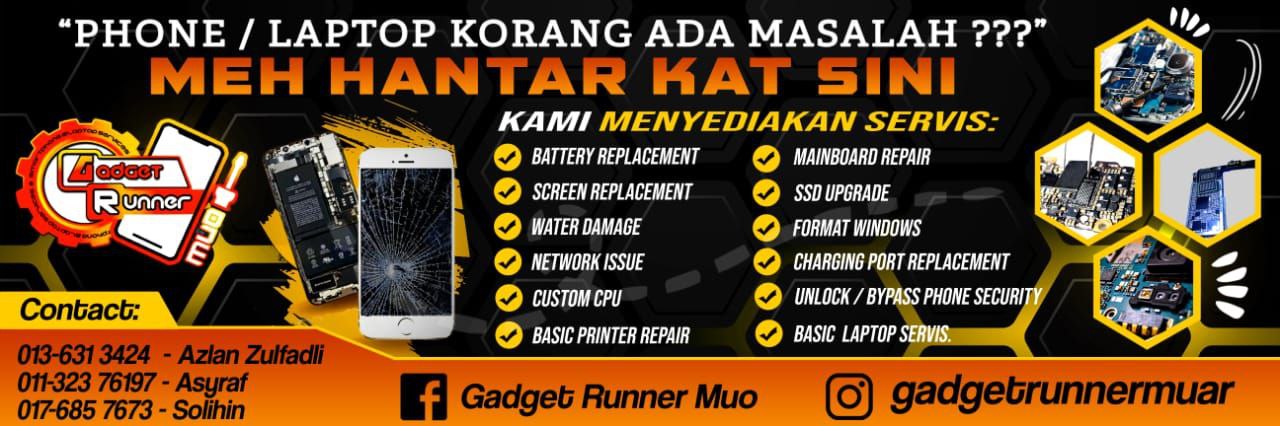 “PHONE / LAPTOP KORANG ADA MASALAH ???”
MEH HANTAR KAT SINI
Gadget
Runner
MUO
KAMI MENYEDIAKAN SERVIS:
BATTERY REPLACEMENT
SCREEN REPLACEMENT
WATER DAMAGE
NETWORK ISSUE
CUSTOM CPU
BASIC PRINTER REPAIR
MAINBOARD REPAIR
SSD UPGRADE
FORMAT WINDOWS
CHARGING PORT REPLACEMENT
UNLOCK / BYPASS PHONE SECURITY
BASIC LAPTOP SERVIS.
Contact:
013-631 3424 - Azlan Zulfadli
011-323 76197 - Asyraf
017-685 7673 - Solihin
Gadget Runner Muo
gadgetrunnermuar